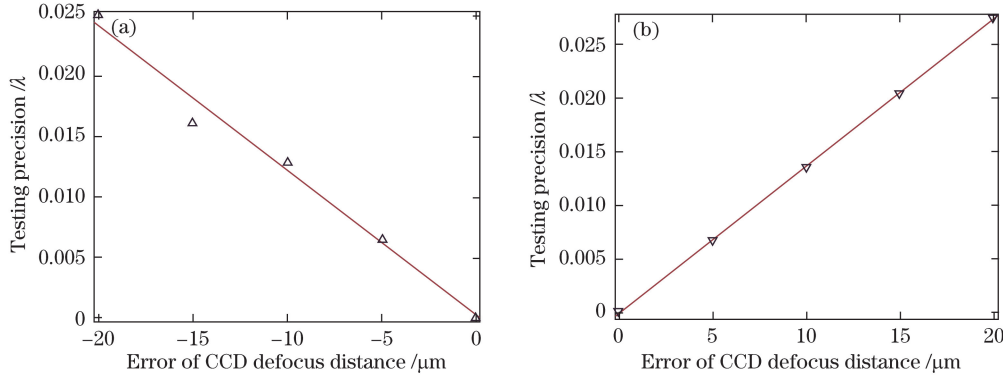 (a)
Testing precision /λ
0.025
0.020
0.015
0.010
0.005
0
−20 −15 −10 −5 0
Error of CCD defocus distance /μm
(b)
Testing precision /λ
0.025
0.020
0.015
0.010
0.005
0
0 5 10 15 20
Error of CCD defocus distance /μm